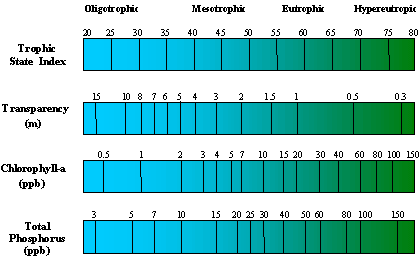 Oligotrophic Mesotrophic Eutrophic Hypereutropic
20 25 30 35 40 45 50 55 60 65 70 75 80
Trophic
State Index
15 10 8 7 6 5 4 3 2 1.5 1 0.5 0.3
Transparency
(m)
0.5 1 2 3 4 5 7 10 15 20 30 40 60 80 100 150
Chlorophyll-a
(ppb)
3 5 7 10 15 20 25 30 40 50 60 80 100 150
Total
Phosphorus
(ppb)